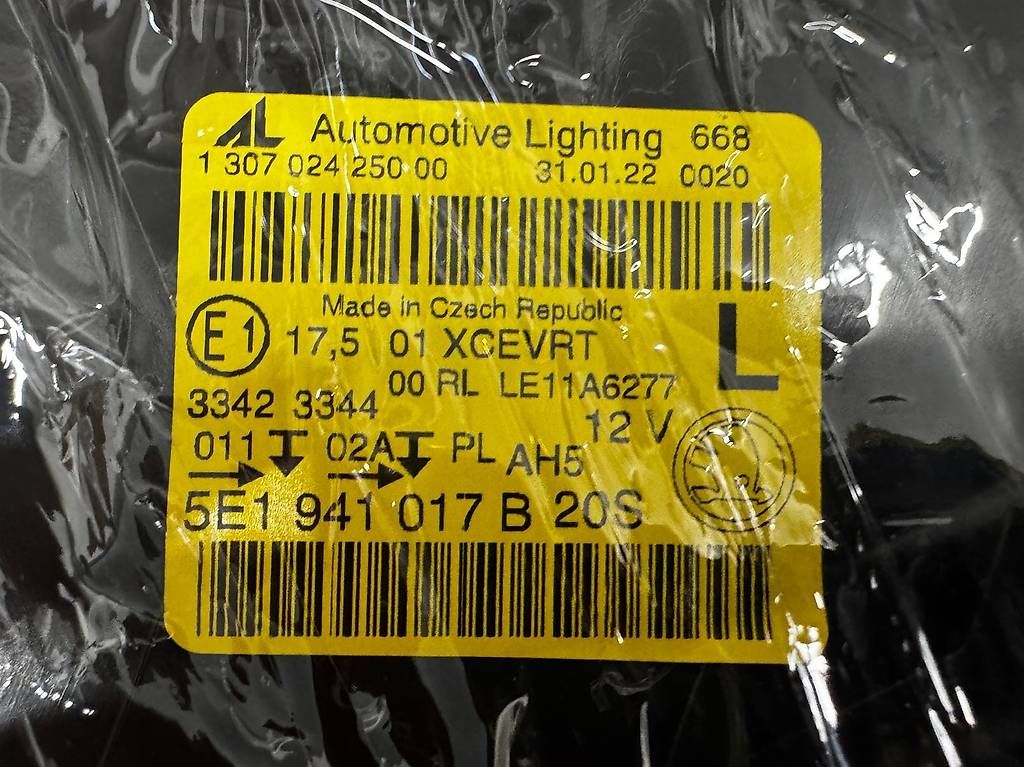 AL Automotive Lighting 668
1 307 024 250 00 31.01.22 0020
Made in Czech Republic
E1 17,5 01 XCEVRT L
00 RL LE11A6277
3342 3344 12 V
011 02A PL AH5
5E1 941 017 B 20S